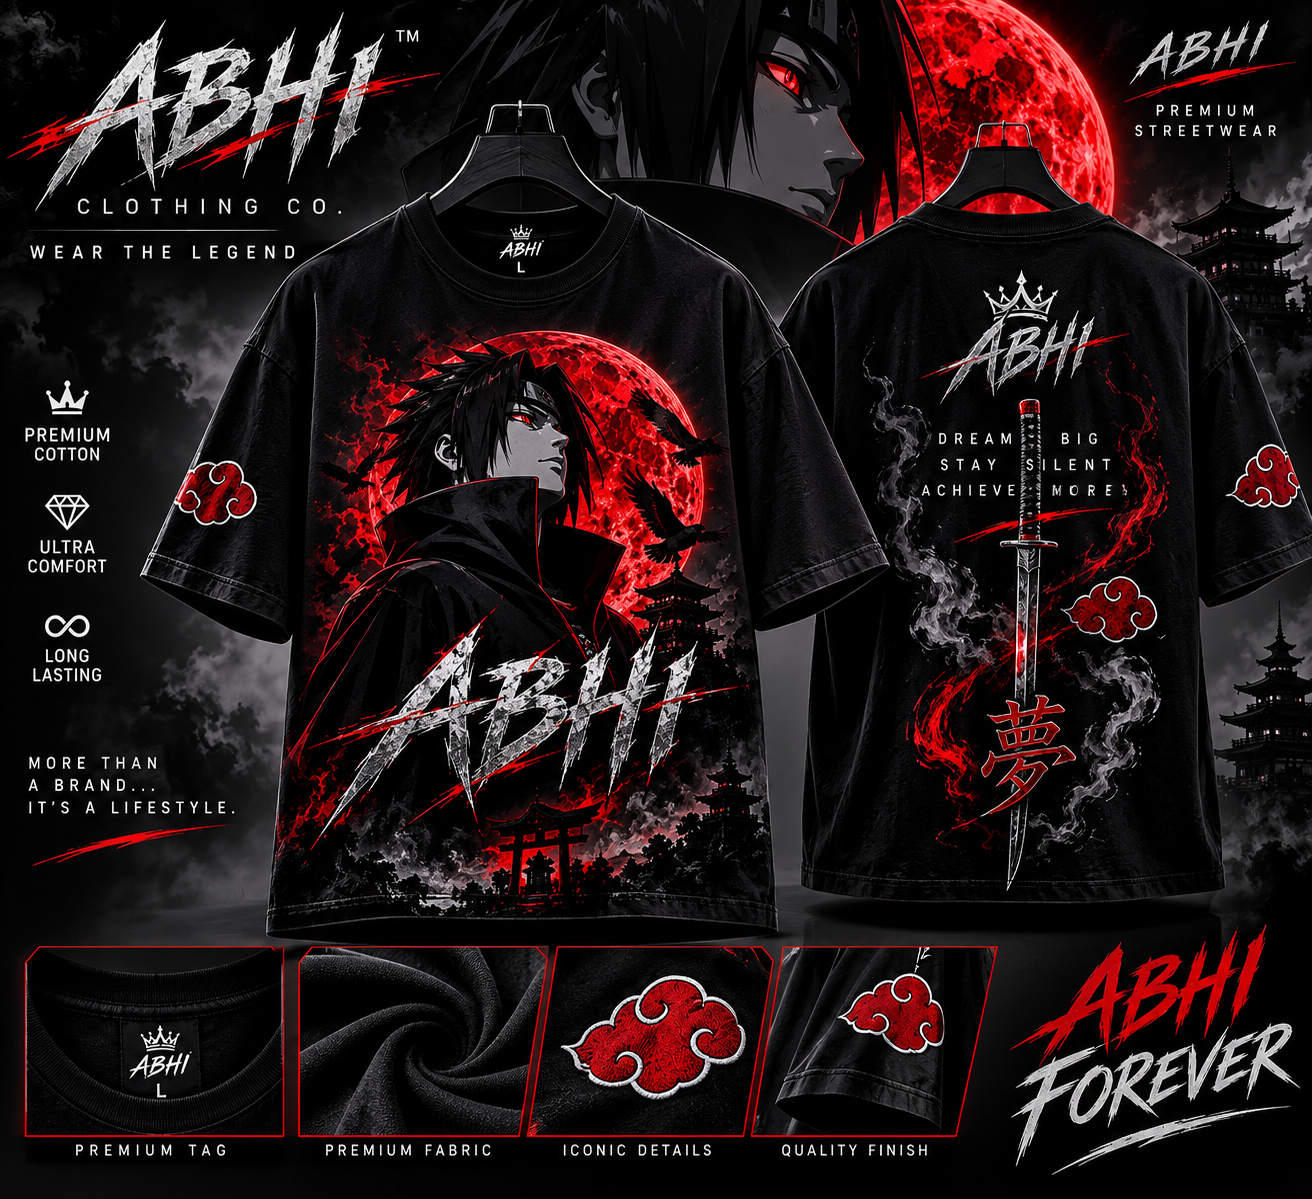 ABHI™
CLOTHING CO.
WEAR THE LEGEND
ABHI
PREMIUM
STREETWEAR
PREMIUM
COTTON
ULTRA
COMFORT
LONG
LASTING
MORE THAN
A BRAND...
IT'S A LIFESTYLE.
ABHI
L
ABHI
ABHI
DREAM BIG
STAY SILENT
ACHIEVE MORE
夢
ABHI
L
PREMIUM TAG
PREMIUM FABRIC
ICONIC DETAILS
QUALITY FINISH
ABHI
FOREVER